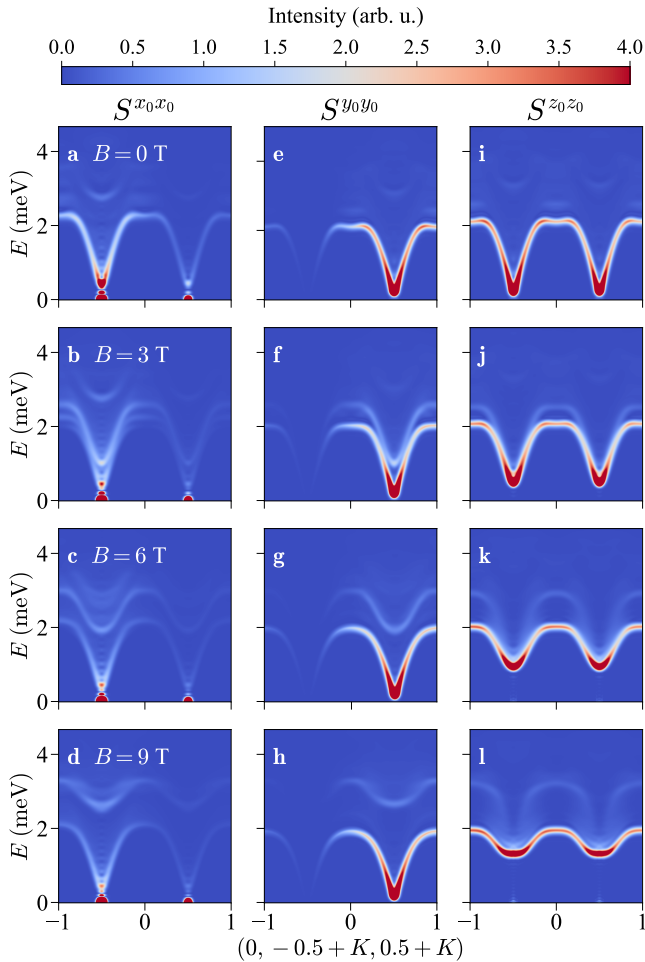 Intensity (arb. u.)
0.0 0.5 1.0 1.5 2.0 2.5 3.0 3.5 4.0
S^{x_0x_0} S^{y_0y_0} S^{z_0z_0}
a B = 0 T e i
E (meV)
4
2
0
b B = 3 T f j
E (meV)
4
2
0
c B = 6 T g k
E (meV)
4
2
0
d B = 9 T h l
E (meV)
4
2
0
−1 0 1 −1 0 1 −1 0 1
(0, −0.5 + K, 0.5 + K)